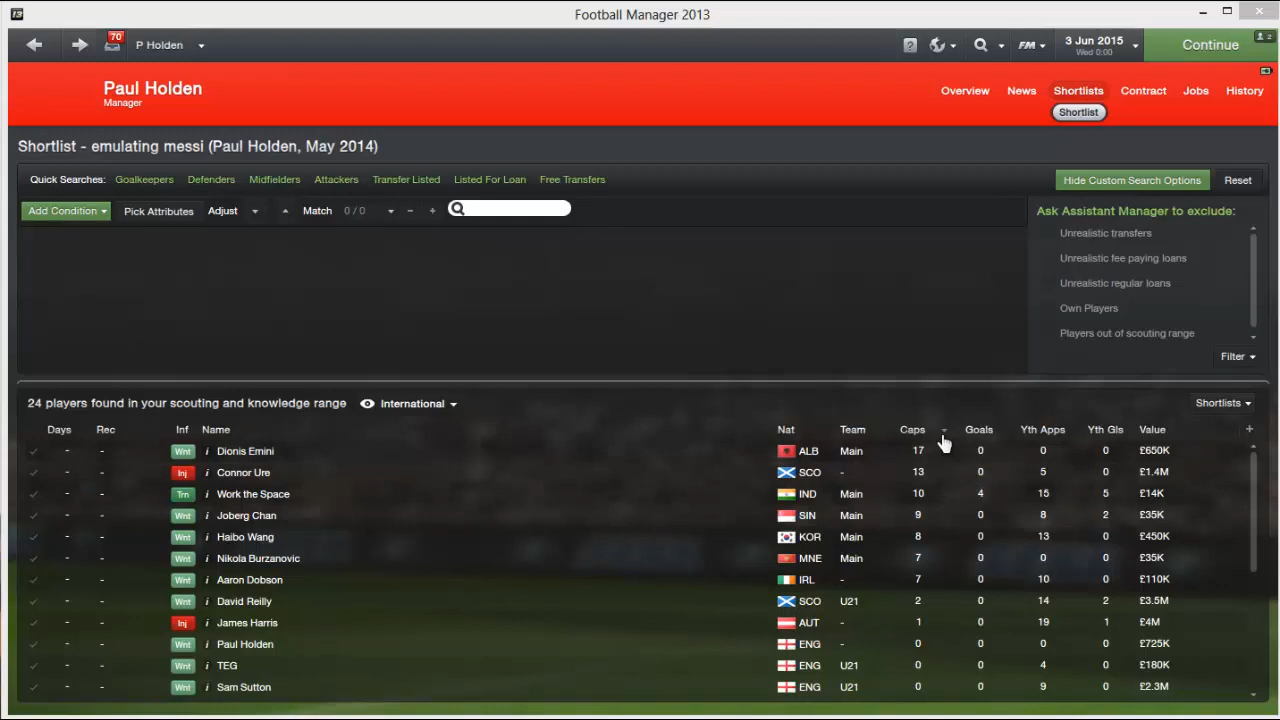 13 Football Manager 2013
70 P Holden ? FM 3 Jun 2015 Wed 0:00 Continue 2
Paul Holden
Manager
Overview News Shortlists Contract Jobs History
Shortlist
Shortlist - emulating messi (Paul Holden, May 2014)
Quick Searches: Goalkeepers Defenders Midfielders Attackers Transfer Listed Listed For Loan Free Transfers Hide Custom Search Options Reset
Add Condition Pick Attributes Adjust Match 0 / 0 - +
Ask Assistant Manager to exclude:
Unrealistic transfers
Unrealistic fee paying loans
Unrealistic regular loans
Own Players
Players out of scouting range
Filter
24 players found in your scouting and knowledge range International Shortlists
Days Rec Inf Name Nat Team Caps Goals Yth Apps Yth Gls Value +
- - Wnt i Dionis Emini ALB Main 17 0 0 0 £650K
- - Inj i Connor Ure SCO - 13 0 5 0 £1.4M
- - Trn i Work the Space IND Main 10 4 15 5 £14K
- - Wnt i Joberg Chan SIN Main 9 0 8 2 £35K
- - Wnt i Haibo Wang KOR Main 8 0 13 0 £450K
- - Wnt i Nikola Burzanovic MNE Main 7 0 0 0 £35K
- - Wnt i Aaron Dobson IRL - 7 0 10 0 £110K
- - Wnt i David Reilly SCO U21 2 0 14 2 £3.5M
- - Inj i James Harris AUT - 1 0 19 1 £4M
- - Wnt i Paul Holden ENG - 0 0 0 0 £725K
- - Wnt i TEG ENG U21 0 0 4 0 £180K
- - Wnt i Sam Sutton ENG U21 0 0 9 0 £2.3M